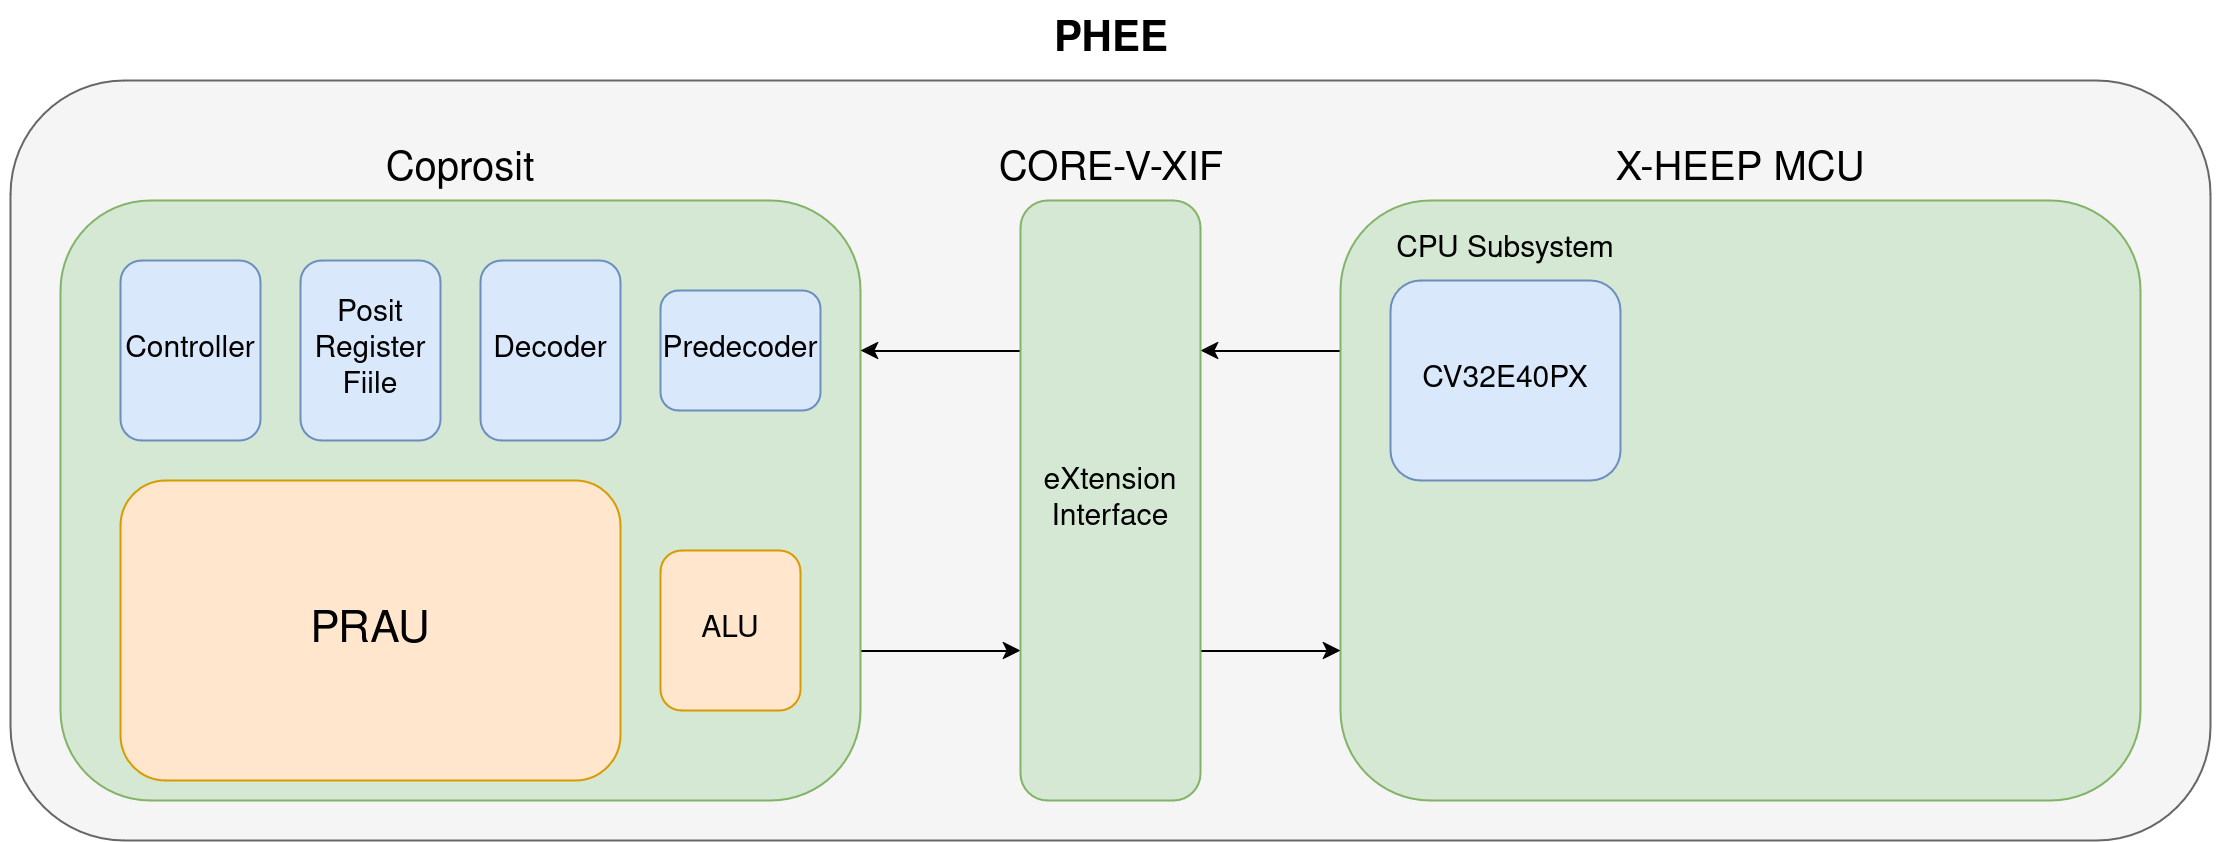 PHEE
Coprosit
CORE-V-XIF
X-HEEP MCU
Controller
Posit
Register
Fiile
Decoder
Predecoder
PRAU
ALU
eXtension
Interface
CPU Subsystem
CV32E40PX